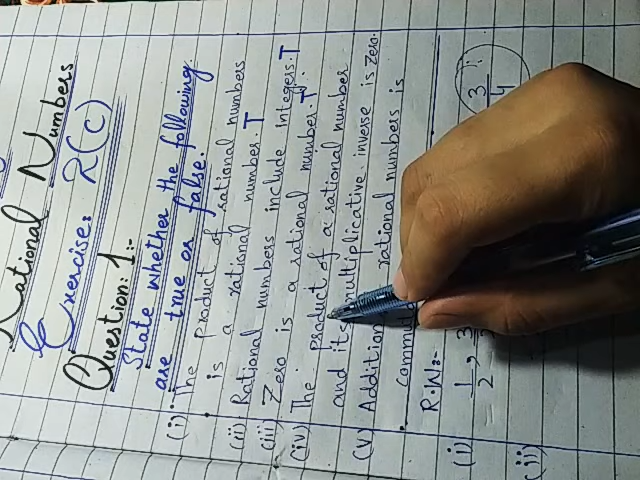 Rational Numbers
Exercise: 2(C)
Question: 1:-
State whether the following
are true or false.
(i). The product of rational numbers
is a rational number. T
(ii) Rational numbers include integers. T
(iii) Zero is a rational number. T.
(iv) The product of a rational number
and its multiplicative inverse is zero.
(v) Addition rational numbers is
R.W:-
(i) 1/2, 3
3/4
(ii)